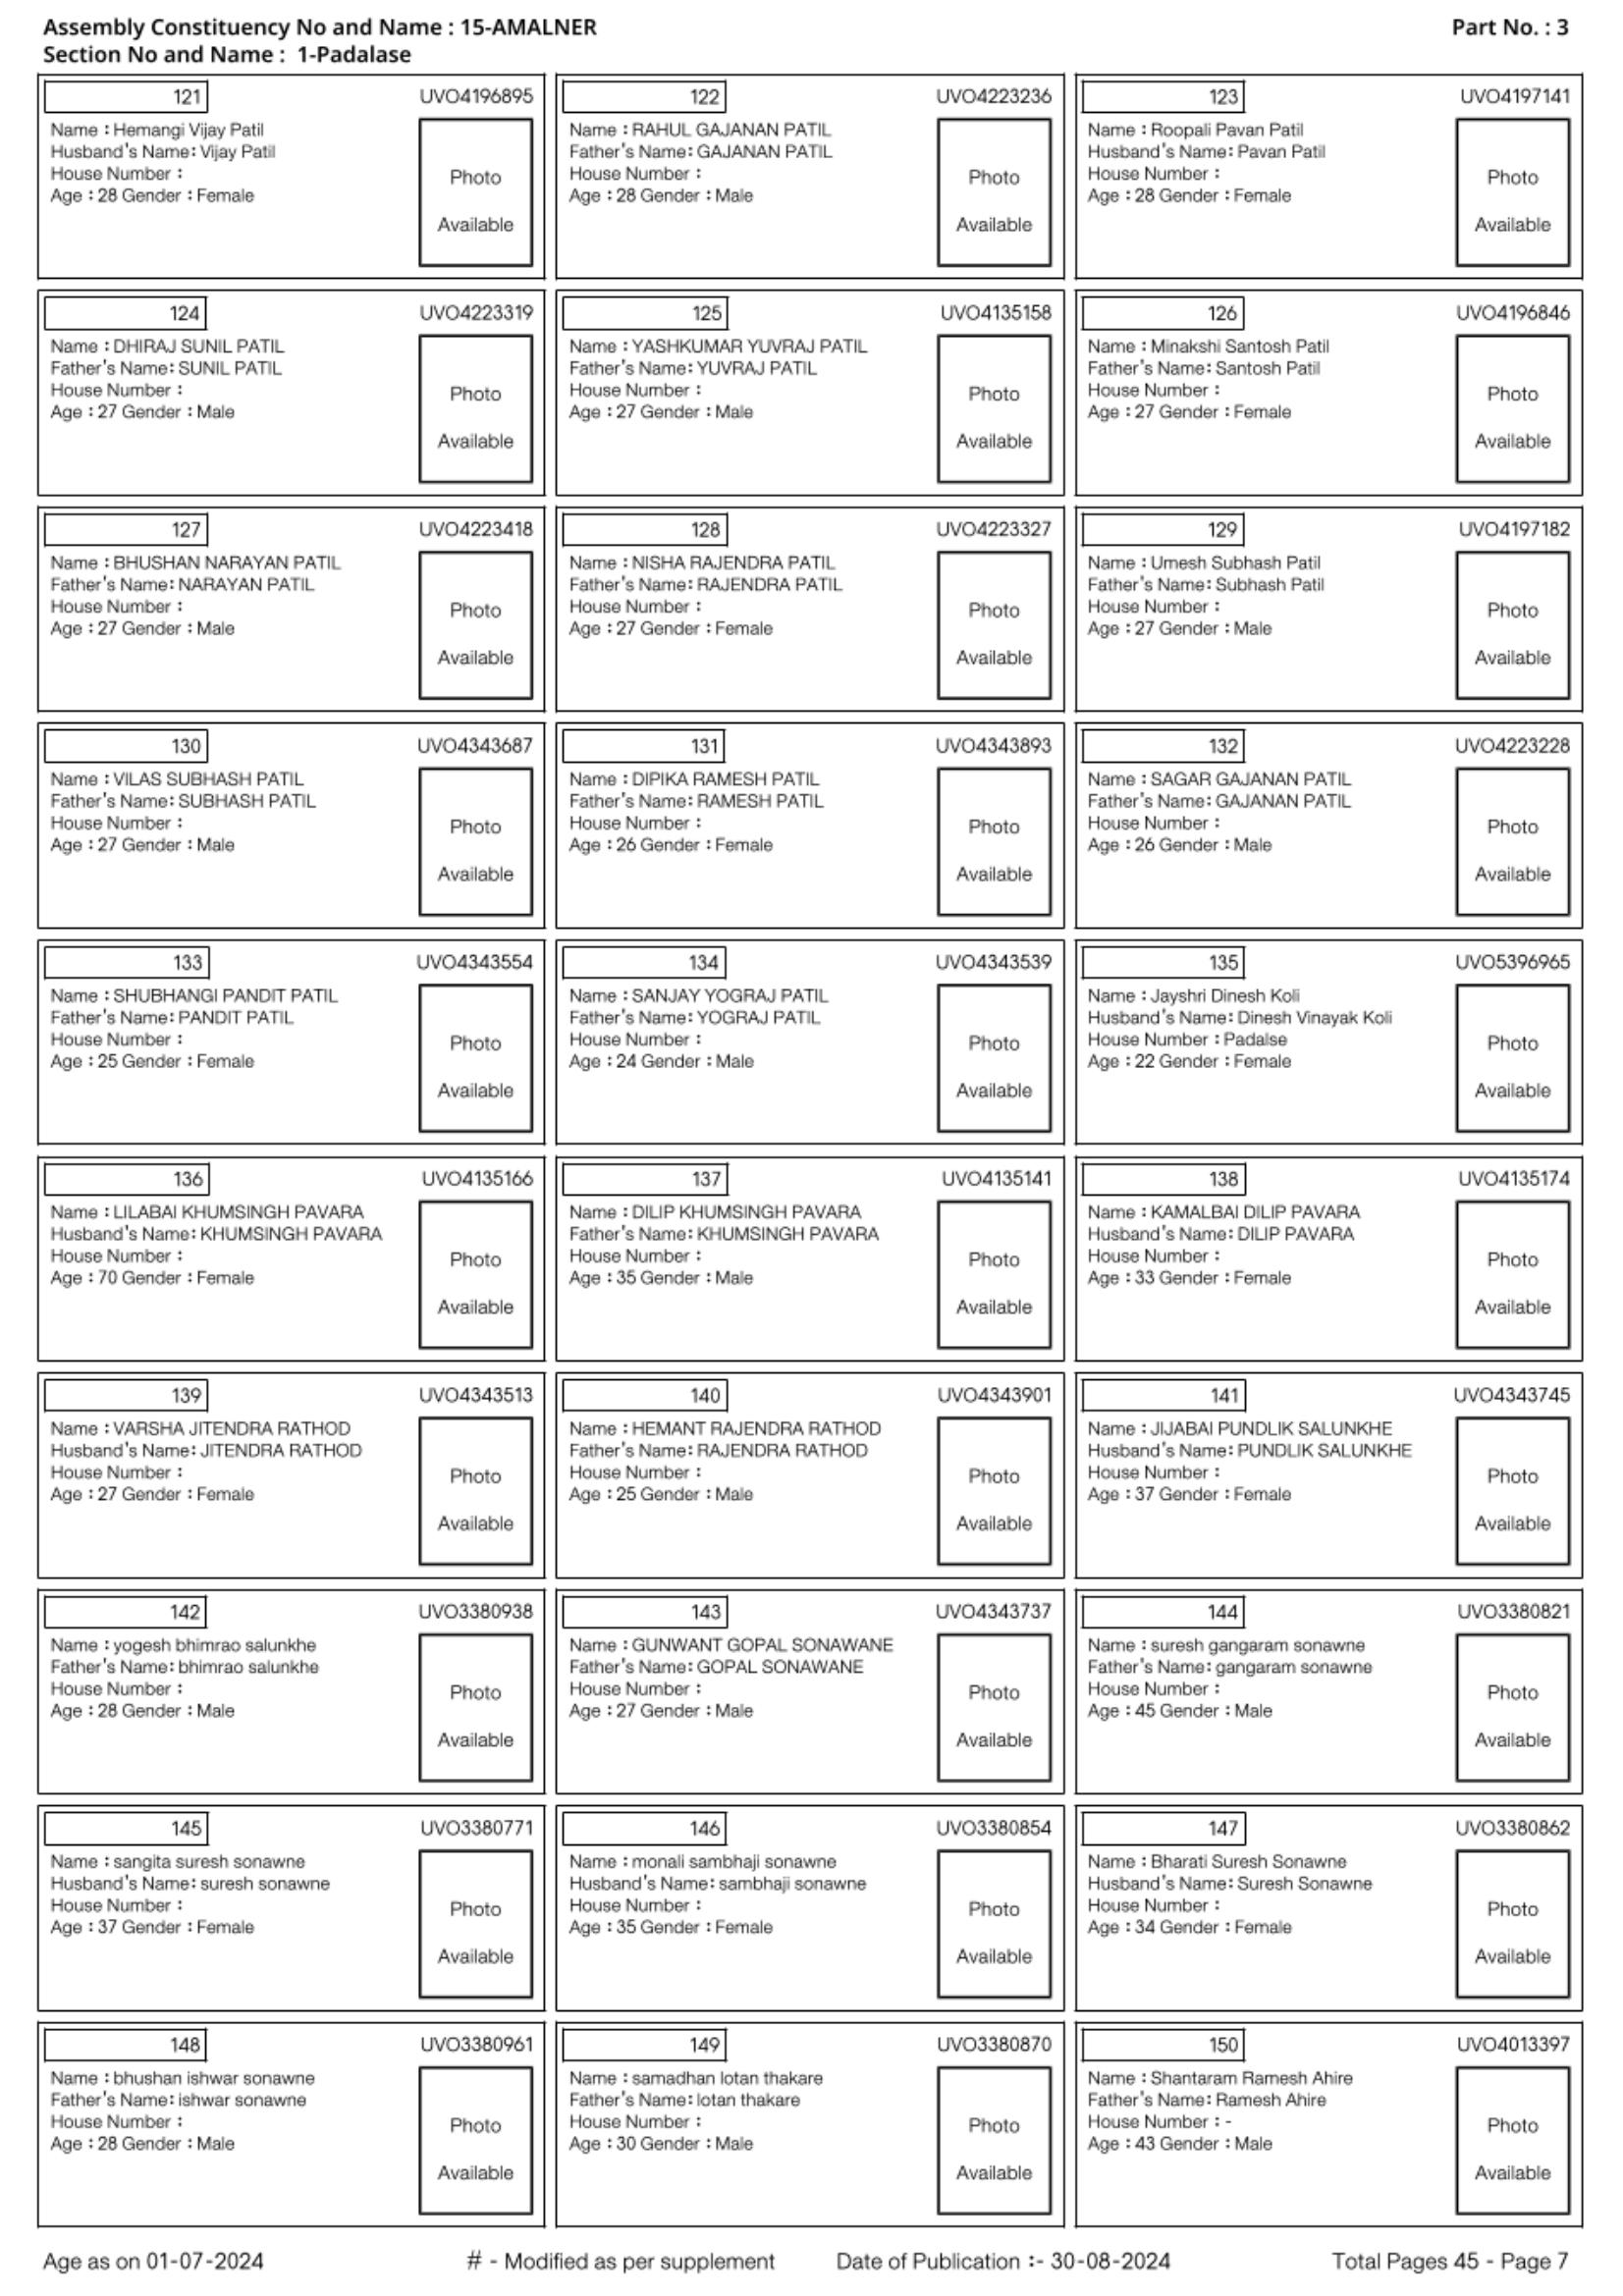 Assembly Constituency No and Name : 15-AMALNER Part No. : 3
Section No and Name : 1-Padalase
121 UVO4196895
Name : Hemangi Vijay Patil
Husband's Name: Vijay Patil
House Number :
Age : 28 Gender : Female
Photo
Available
122 UVO4223236
Name : RAHUL GAJANAN PATIL
Father's Name: GAJANAN PATIL
House Number :
Age : 28 Gender : Male
Photo
Available
123 UVO4197141
Name : Roopali Pavan Patil
Husband's Name: Pavan Patil
House Number :
Age : 28 Gender : Female
Photo
Available
124 UVO4223319
Name : DHIRAJ SUNIL PATIL
Father's Name: SUNIL PATIL
House Number :
Age : 27 Gender : Male
Photo
Available
125 UVO4135158
Name : YASHKUMAR YUVRAJ PATIL
Father's Name: YUVRAJ PATIL
House Number :
Age : 27 Gender : Male
Photo
Available
126 UVO4196846
Name : Minakshi Santosh Patil
Father's Name: Santosh Patil
House Number :
Age : 27 Gender : Female
Photo
Available
127 UVO4223418
Name : BHUSHAN NARAYAN PATIL
Father's Name: NARAYAN PATIL
House Number :
Age : 27 Gender : Male
Photo
Available
128 UVO4223327
Name : NISHA RAJENDRA PATIL
Father's Name: RAJENDRA PATIL
House Number :
Age : 27 Gender : Female
Photo
Available
129 UVO4197182
Name : Umesh Subhash Patil
Father's Name: Subhash Patil
House Number :
Age : 27 Gender : Male
Photo
Available
130 UVO4343687
Name : VILAS SUBHASH PATIL
Father's Name: SUBHASH PATIL
House Number :
Age : 27 Gender : Male
Photo
Available
131 UVO4343893
Name : DIPIKA RAMESH PATIL
Father's Name: RAMESH PATIL
House Number :
Age : 26 Gender : Female
Photo
Available
132 UVO4223228
Name : SAGAR GAJANAN PATIL
Father's Name: GAJANAN PATIL
House Number :
Age : 26 Gender : Male
Photo
Available
133 UVO4343554
Name : SHUBHANGI PANDIT PATIL
Father's Name: PANDIT PATIL
House Number :
Age : 25 Gender : Female
Photo
Available
134 UVO4343539
Name : SANJAY YOGRAJ PATIL
Father's Name: YOGRAJ PATIL
House Number :
Age : 24 Gender : Male
Photo
Available
135 UVO5396965
Name : Jayshri Dinesh Koli
Husband's Name: Dinesh Vinayak Koli
House Number : Padalse
Age : 22 Gender : Female
Photo
Available
136 UVO4135166
Name : LILABAI KHUMSINGH PAVARA
Husband's Name: KHUMSINGH PAVARA
House Number :
Age : 70 Gender : Female
Photo
Available
137 UVO4135141
Name : DILIP KHUMSINGH PAVARA
Father's Name: KHUMSINGH PAVARA
House Number :
Age : 35 Gender : Male
Photo
Available
138 UVO4135174
Name : KAMALBAI DILIP PAVARA
Husband's Name: DILIP PAVARA
House Number :
Age : 33 Gender : Female
Photo
Available
139 UVO4343513
Name : VARSHA JITENDRA RATHOD
Husband's Name: JITENDRA RATHOD
House Number :
Age : 27 Gender : Female
Photo
Available
140 UVO4343901
Name : HEMANT RAJENDRA RATHOD
Father's Name: RAJENDRA RATHOD
House Number :
Age : 25 Gender : Male
Photo
Available
141 UVO4343745
Name : JIJABAI PUNDLIK SALUNKHE
Husband's Name: PUNDLIK SALUNKHE
House Number :
Age : 37 Gender : Female
Photo
Available
142 UVO3380938
Name : yogesh bhimrao salunkhe
Father's Name: bhimrao salunkhe
House Number :
Age : 28 Gender : Male
Photo
Available
143 UVO4343737
Name : GUNWANT GOPAL SONAWANE
Father's Name: GOPAL SONAWANE
House Number :
Age : 27 Gender : Male
Photo
Available
144 UVO3380821
Name : suresh gangaram sonawne
Father's Name: gangaram sonawne
House Number :
Age : 45 Gender : Male
Photo
Available
145 UVO3380771
Name : sangita suresh sonawne
Husband's Name: suresh sonawne
House Number :
Age : 37 Gender : Female
Photo
Available
146 UVO3380854
Name : monali sambhaji sonawne
Husband's Name: sambhaji sonawne
House Number :
Age : 35 Gender : Female
Photo
Available
147 UVO3380862
Name : Bharati Suresh Sonawne
Husband's Name: Suresh Sonawne
House Number :
Age : 34 Gender : Female
Photo
Available
148 UVO3380961
Name : bhushan ishwar sonawne
Father's Name: ishwar sonawne
House Number :
Age : 28 Gender : Male
Photo
Available
149 UVO3380870
Name : samadhan lotan thakare
Father's Name: lotan thakare
House Number :
Age : 30 Gender : Male
Photo
Available
150 UVO4013397
Name : Shantaram Ramesh Ahire
Father's Name: Ramesh Ahire
House Number : -
Age : 43 Gender : Male
Photo
Available
Age as on 01-07-2024 # - Modified as per supplement Date of Publication :- 30-08-2024 Total Pages 45 - Page 7